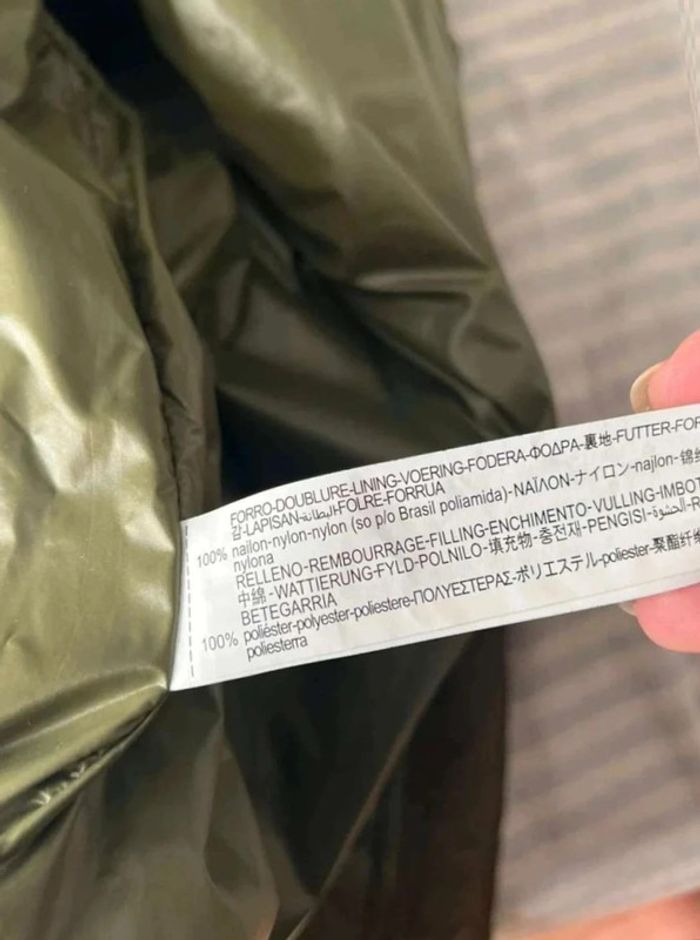 FORRO-DOUBLURE-LINING-VOERING-FODERA-ΦΟΔΡΑ-裏地-FUTTER-FOR
감-LAPISAN-البطانة-FOLRE-FORRUA
100% nailon-nylon-nylon (so p/o Brasil poliamida)-NAÏΛON-ナイロン-najlon-锦
nylona
RELLENO-REMBOURRAGE-FILLING-ENCHIMENTO-VULLING-IMBOT
中綿-WATTIERUNG-FYLD-POLNILO-填充物-충전재-PENGISI-الحشوة
BETEGARRIA
100% poliéster-polyester-poliestere-ΠΟΛΥΕΣΤΕΡΑΣ-ポリエステル-poliester-聚酯纤
poliesterra